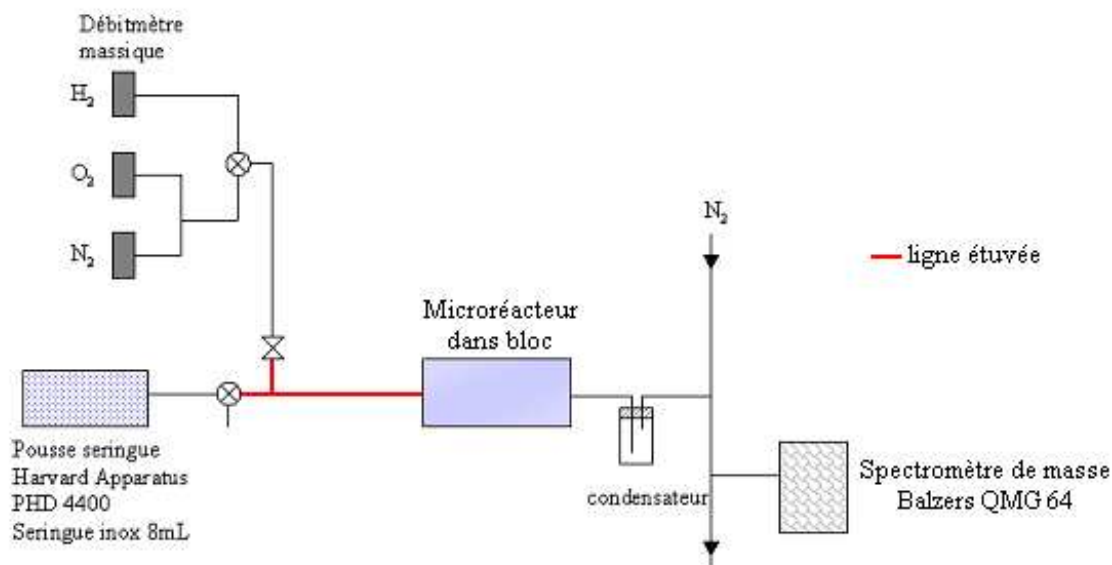 Débitmètre
massique
H₂
O₂
N₂
N₂
ligne étuvée
Microréacteur
dans bloc
Pousse seringue
Harvard Apparatus
PHD 4400
Seringue inox 8mL
condensateur
Spectromètre de masse
Balzers QMG 64